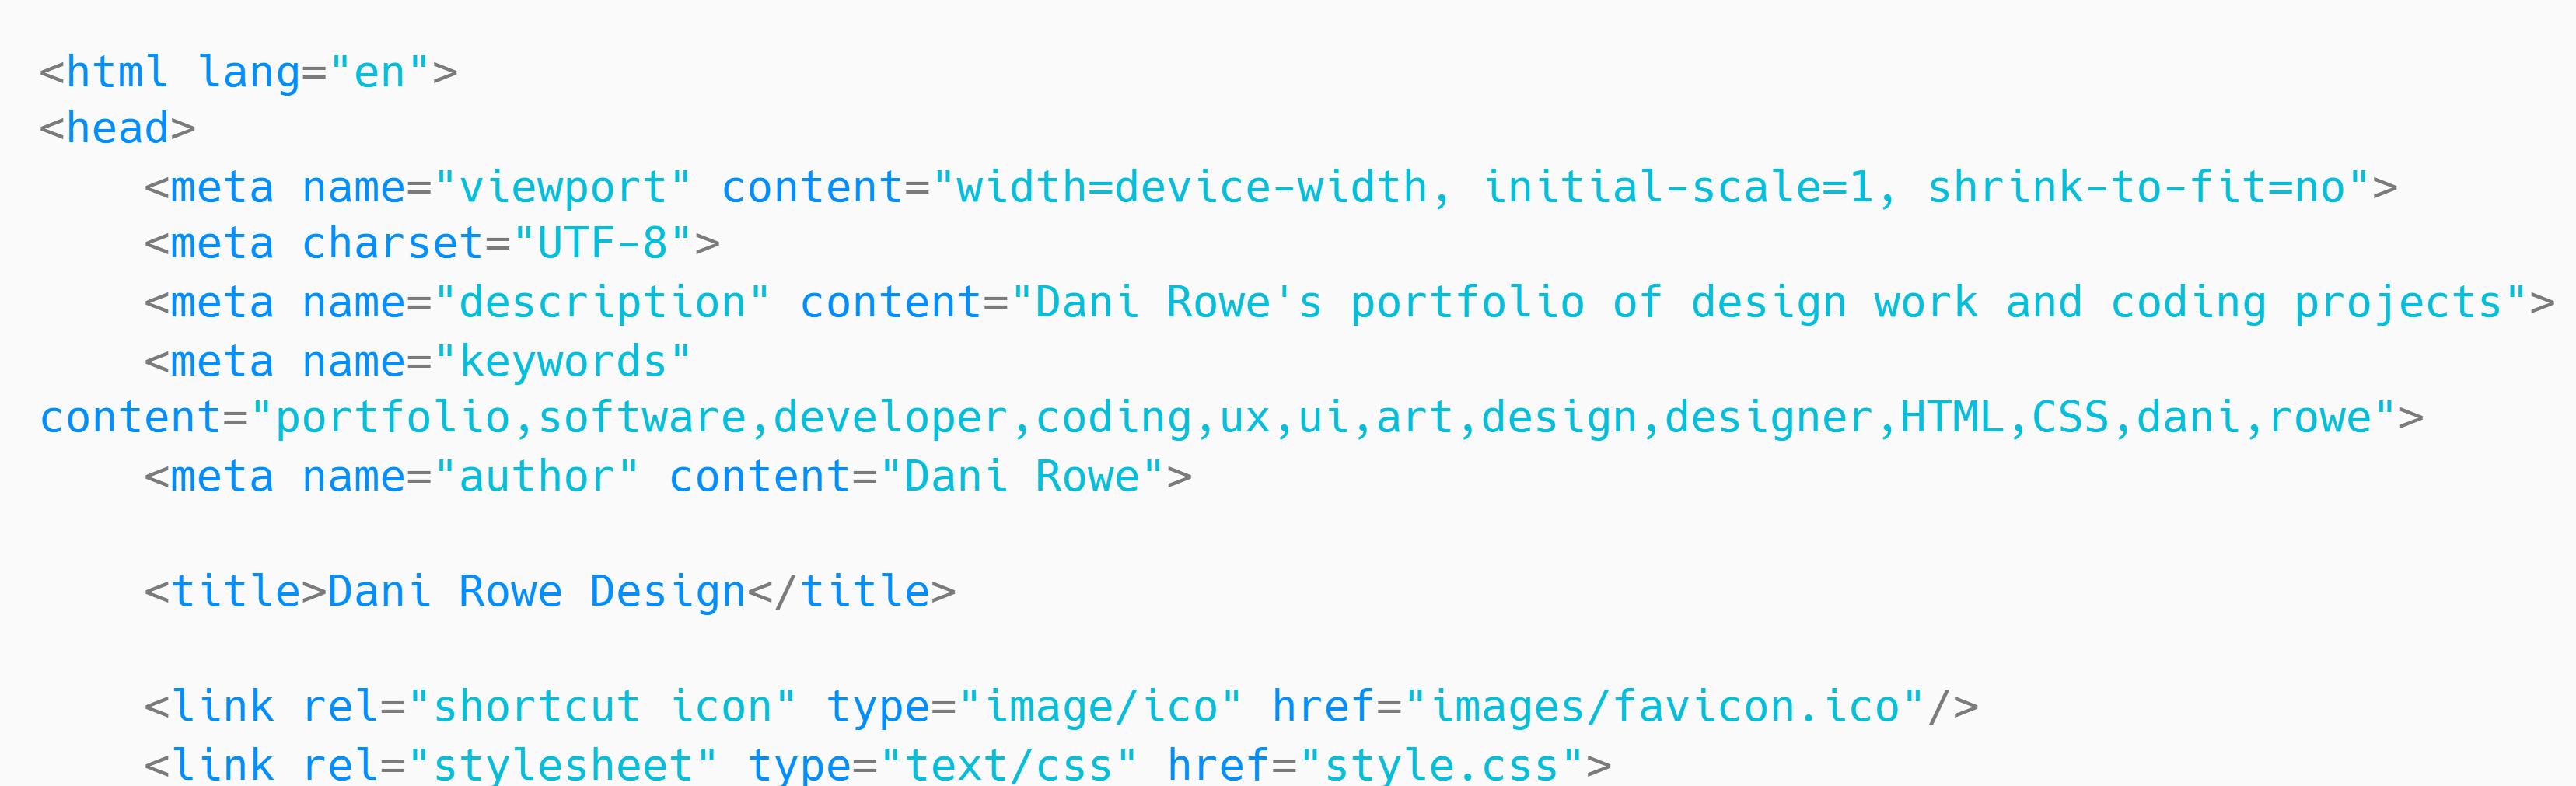 <html lang="en">
<head>
    <meta name="viewport" content="width=device-width, initial-scale=1, shrink-to-fit=no">
    <meta charset="UTF-8">
    <meta name="description" content="Dani Rowe's portfolio of design work and coding projects">
    <meta name="keywords"
content="portfolio,software,developer,coding,ux,ui,art,design,designer,HTML,CSS,dani,rowe">
    <meta name="author" content="Dani Rowe">

    <title>Dani Rowe Design</title>

    <link rel="shortcut icon" type="image/ico" href="images/favicon.ico"/>
    <link rel="stylesheet" type="text/css" href="style.css">